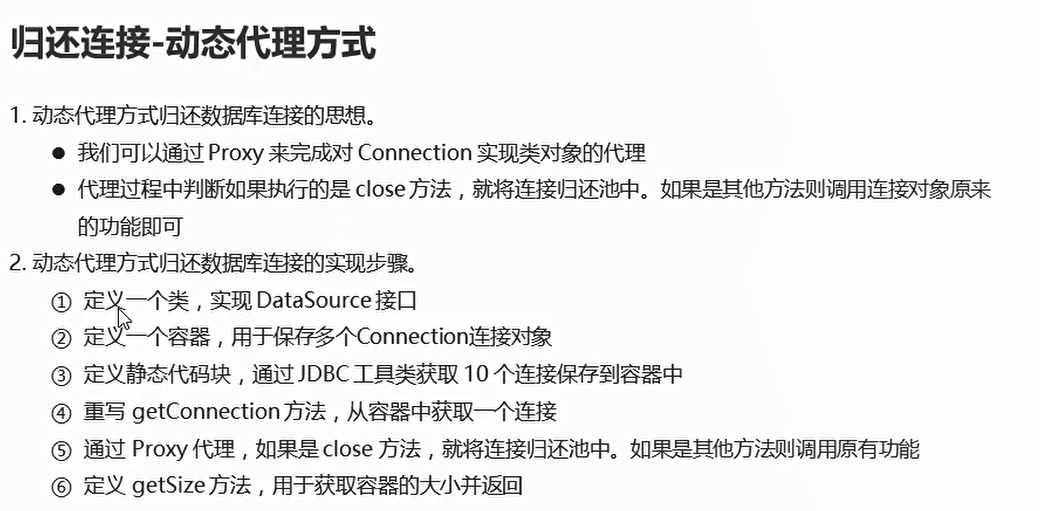 归还连接-动态代理方式
1. 动态代理方式归还数据库连接的思想。
● 我们可以通过 Proxy 来完成对 Connection 实现类对象的代理
● 代理过程中判断如果执行的是 close 方法，就将连接归还池中。如果是其他方法则调用连接对象原来
的功能即可
2. 动态代理方式归还数据库连接的实现步骤。
① 定义一个类，实现 DataSource 接口
② 定义一个容器，用于保存多个Connection连接对象
③ 定义静态代码块，通过 JDBC 工具类获取 10 个连接保存到容器中
④ 重写 getConnection 方法，从容器中获取一个连接
⑤ 通过 Proxy 代理，如果是 close 方法，就将连接归还池中。如果是其他方法则调用原有功能
⑥ 定义 getSize 方法，用于获取容器的大小并返回